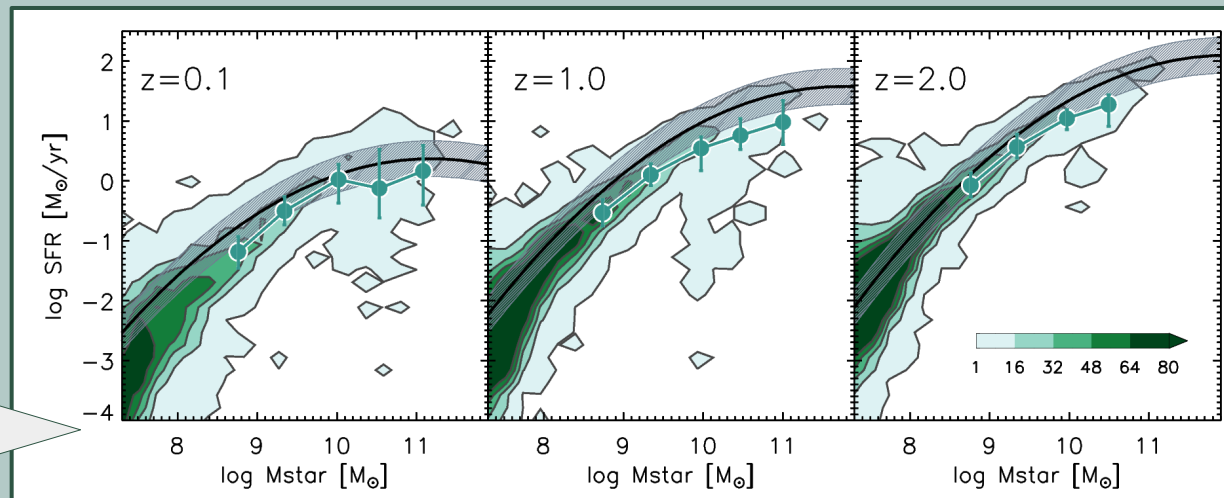 z=0.1
z=1.0
z=2.0
log SFR [M⊙/yr]
2
1
0
−1
−2
−3
−4
1 16 32 48 64 80
8 9 10 11
8 9 10 11
8 9 10 11
log Mstar [M⊙]
log Mstar [M⊙]
log Mstar [M⊙]